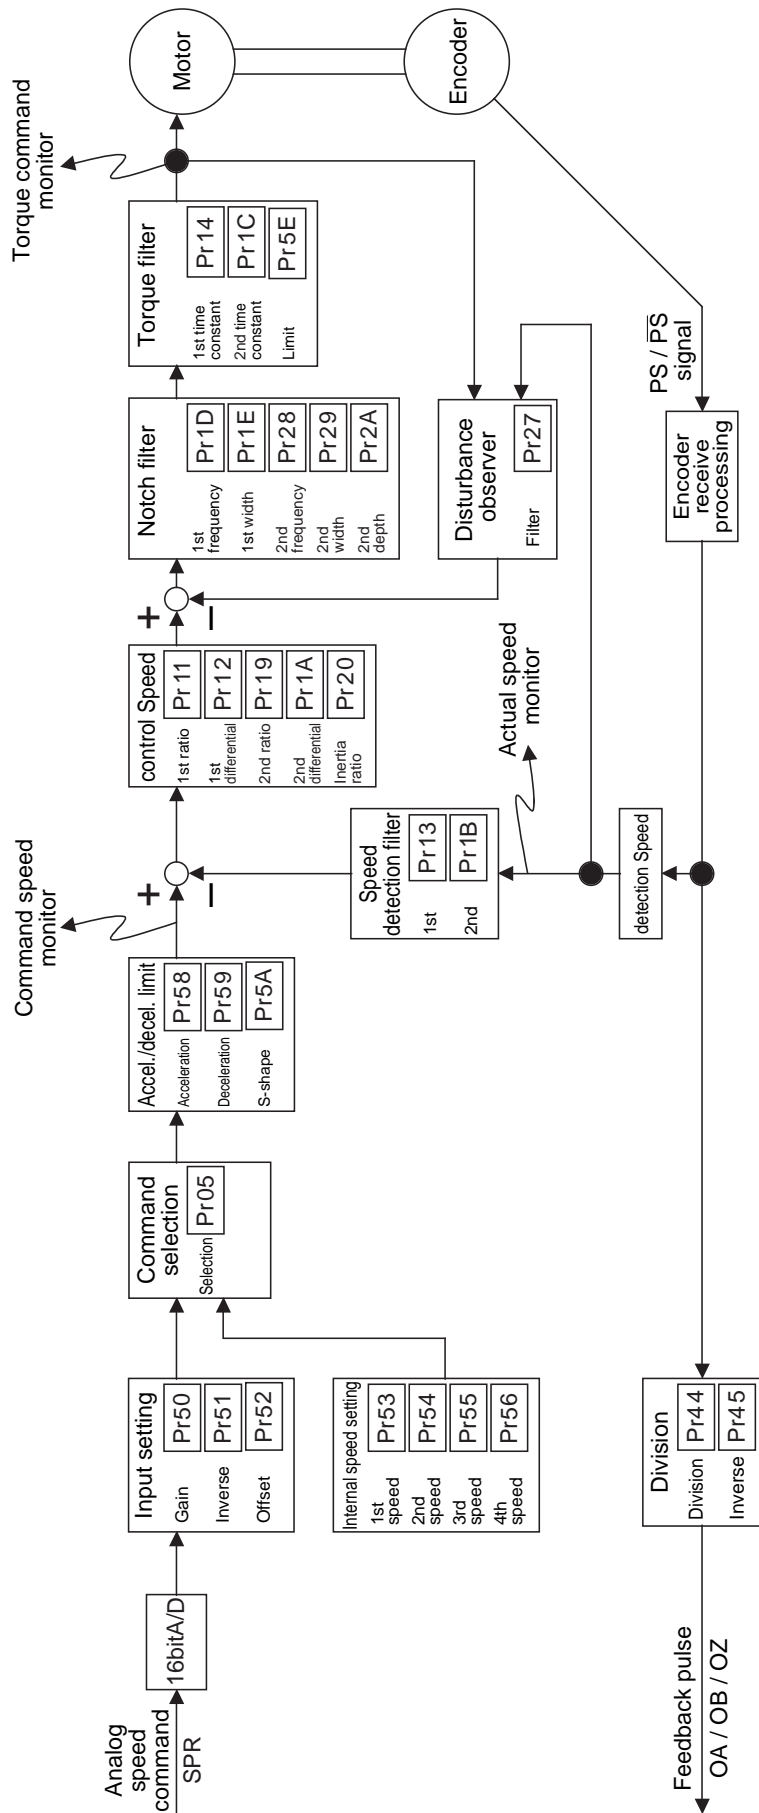 Analog
speed
command
SPR
16bitA/D
Input setting
Gain
Pr50
Inverse
Pr51
Offset
Pr52
Internal speed setting
1st
speed
Pr53
2nd
speed
Pr54
3rd
speed
Pr55
4th
speed
Pr56
Command
selection
Selection
Pr05
Accel./decel. limit
Acceleration
Pr58
Deceleration
Pr59
S-shape
Pr5A
Command speed
monitor
+
−
control Speed
1st ratio
Pr11
1st
differential
Pr12
2nd ratio
Pr19
2nd
differential
Pr1A
Inertia
ratio
Pr20
+
−
Notch filter
1st
frequency
Pr1D
1st width
Pr1E
2nd
frequency
Pr28
2nd
width
Pr29
2nd
depth
Pr2A
Torque filter
1st time
constant
Pr14
2nd time
constant
Pr1C
Limit
Pr5E
Torque command
monitor
Motor
Encoder
Speed
detection filter
1st
Pr13
2nd
Pr1B
Actual speed
monitor
Disturbance
observer
Filter
Pr27
detection Speed
PS / P̅S̅
signal
Encoder
receive
processing
Division
Division
Pr44
Inverse
Pr45
Feedback pulse
OA / OB / OZ